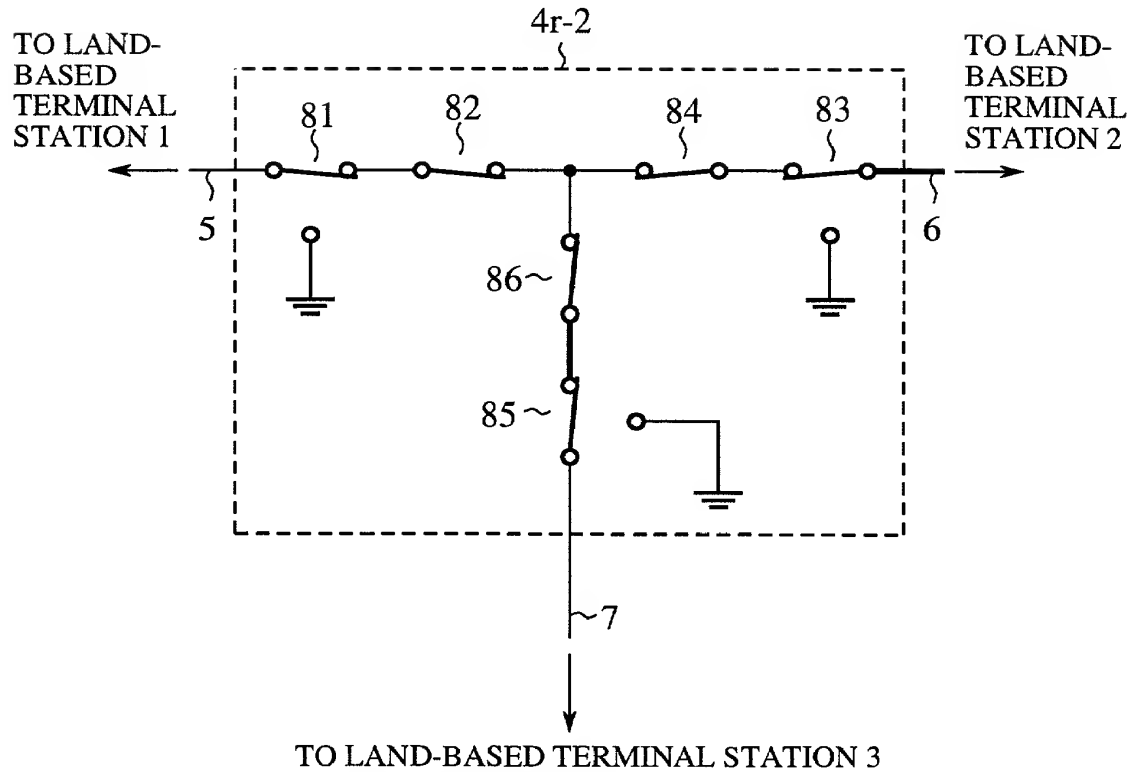 4r-2
TO LAND-
BASED
TERMINAL
STATION 1
TO LAND-
BASED
TERMINAL
STATION 2
81
82
84
83
5
6
86
85
7
TO LAND-BASED TERMINAL STATION 3